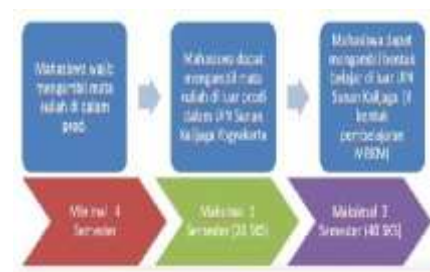 Mahasiswa wajib
mengambil mata
kuliah di dalam
prodi
Mahasiswa dapat
mengambil mata
kuliah di luar prodi
dalam UIN Sunan
Kalijaga Yogyakarta
Mahasiswa dapat
mengambil bentuk
belajar di luar UIN
Sunan Kalijaga (8
bentuk
pembelajaran
MBKM)
Minimal 4
Semester
Maksimal 1
Semester (20 SKS)
Maksimal 2
Semester (40 SKS)